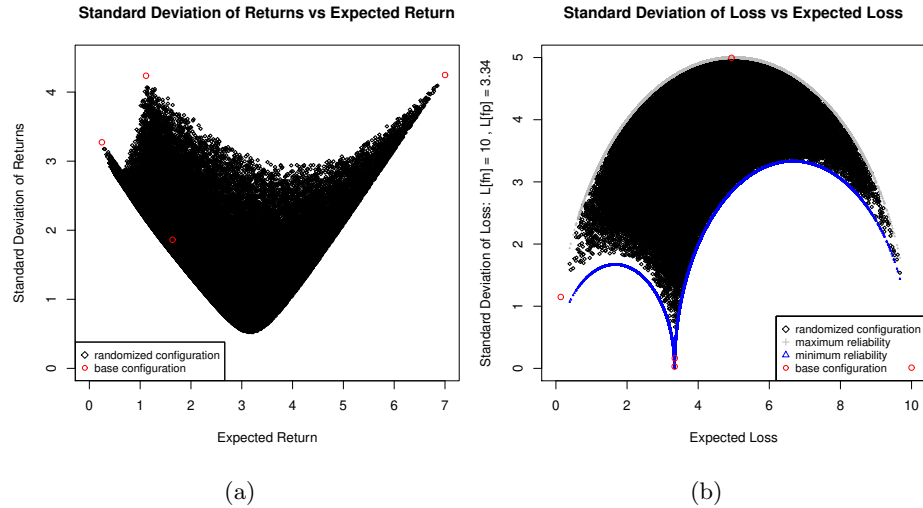 Standard Deviation of Returns vs Expected Return
Standard Deviation of Returns
4
3
2
1
0
randomized configuration
base configuration
0 1 2 3 4 5 6 7
Expected Return
(a)
Standard Deviation of Loss vs Expected Loss
Standard Deviation of Loss: L[fn] = 10 , L[fp] = 3.34
5
4
3
2
1
0
randomized configuration
maximum reliability
minimum reliability
base configuration
0 2 4 6 8 10
Expected Loss
(b)